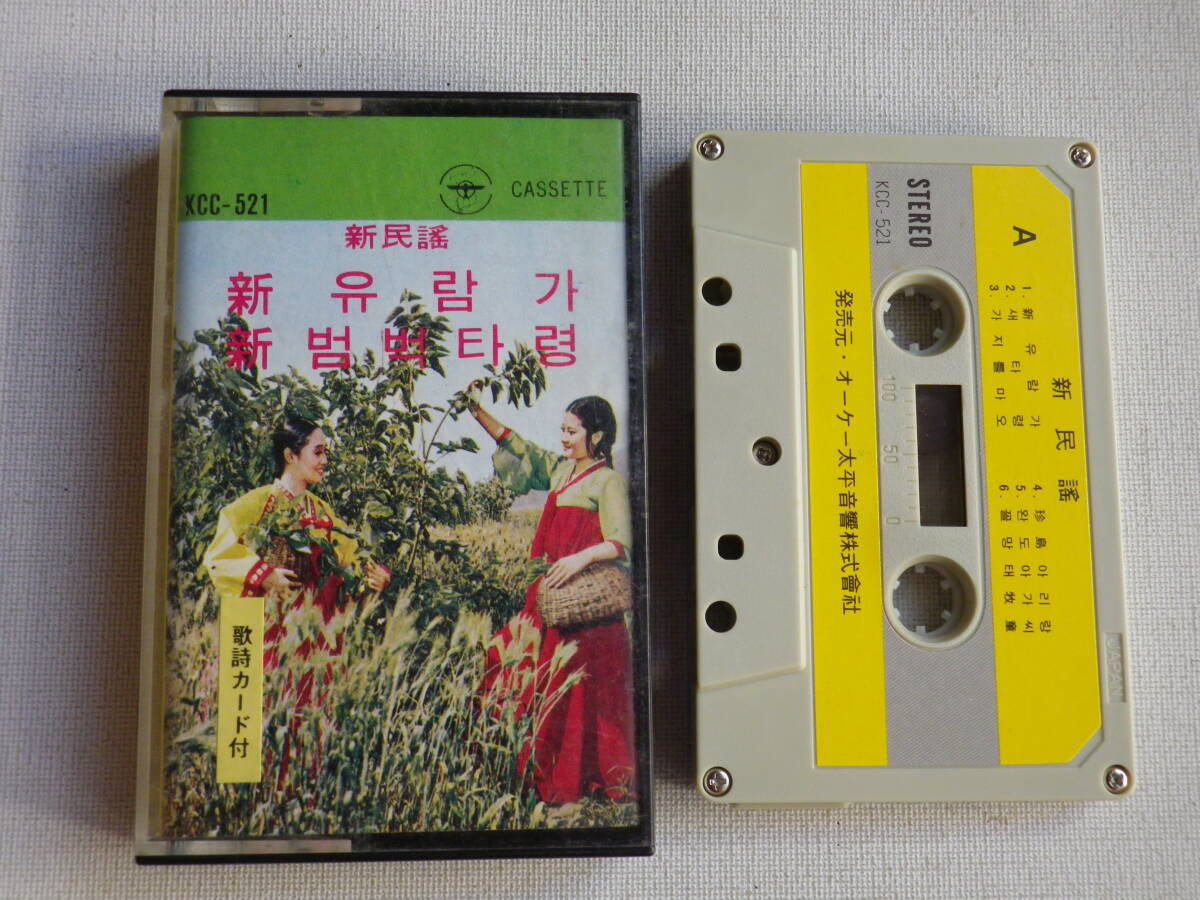 KCC-521
CASSETTE
新民謠
新유람가
新범벅타령
歌詩カード付
STEREO
KCC-521
A
新民謠
1. 新유람가
2. 새타령
3. 가지를마오
4. 珍島아리랑
5. 완도아가씨
6. 꼴망태牧童
100 50 0
発売元・オーケー太平音響株式會社
JAPAN